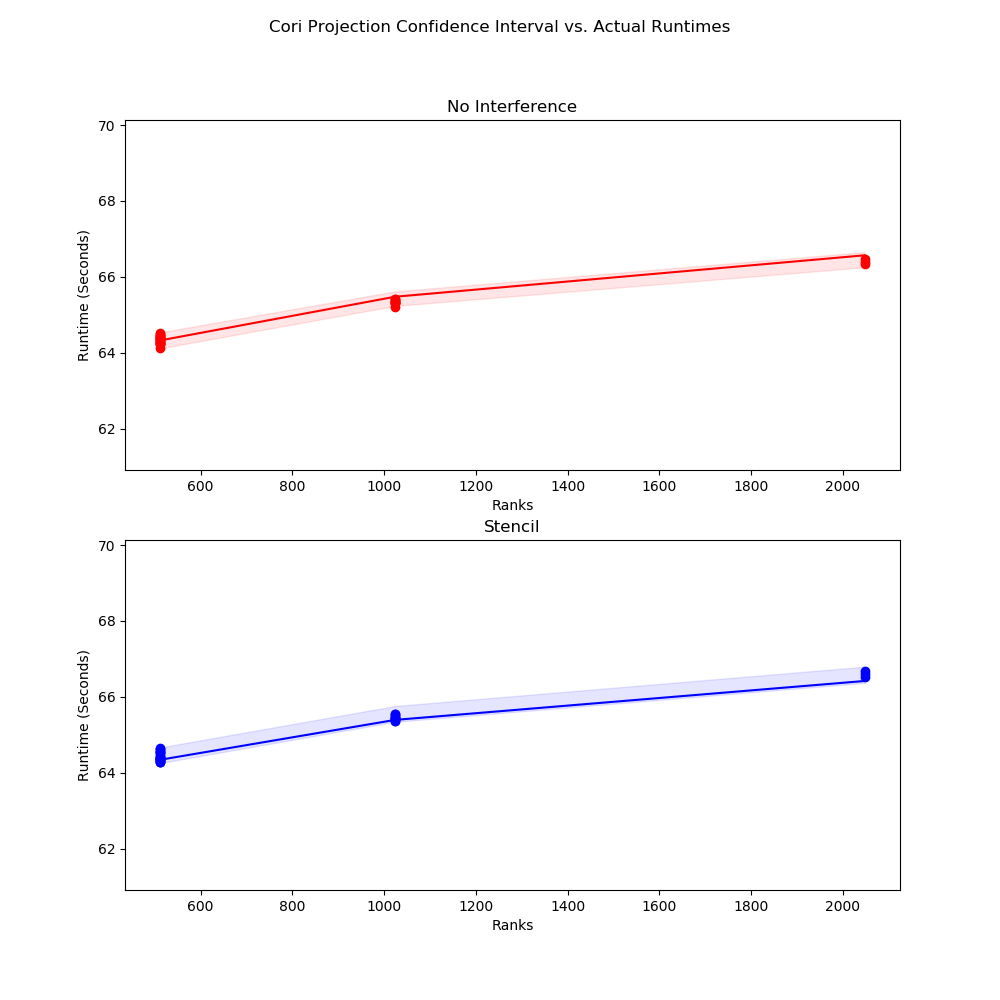 Cori Projection Confidence Interval vs. Actual Runtimes
No Interference
70
68
66
64
62
Runtime (Seconds)
600 800 1000 1200 1400 1600 1800 2000
Ranks
Stencil
70
68
66
64
62
Runtime (Seconds)
600 800 1000 1200 1400 1600 1800 2000
Ranks